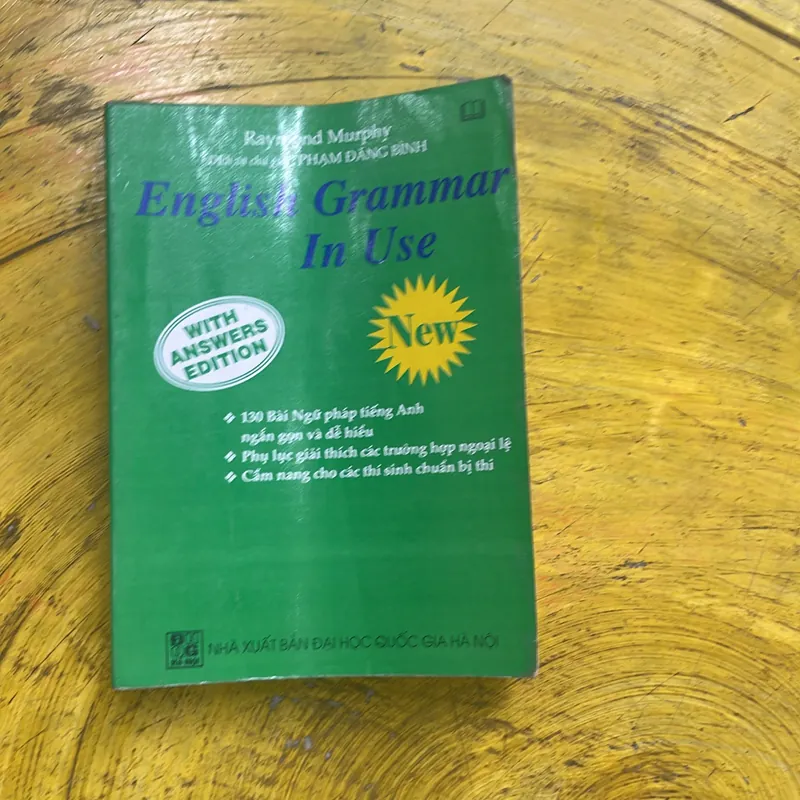 Raymond Murphy
PHẠM ĐĂNG BÌNH
English Grammar
In Use
WITH
ANSWERS
EDITION
New
❖ 130 Bài Ngữ pháp tiếng Anh
ngắn gọn và dễ hiểu
❖ Phụ lục giải thích các trường hợp ngoại lệ
❖ Cẩm nang cho các thí sinh chuẩn bị thi
NHÀ XUẤT BẢN ĐẠI HỌC QUỐC GIA HÀ NỘI